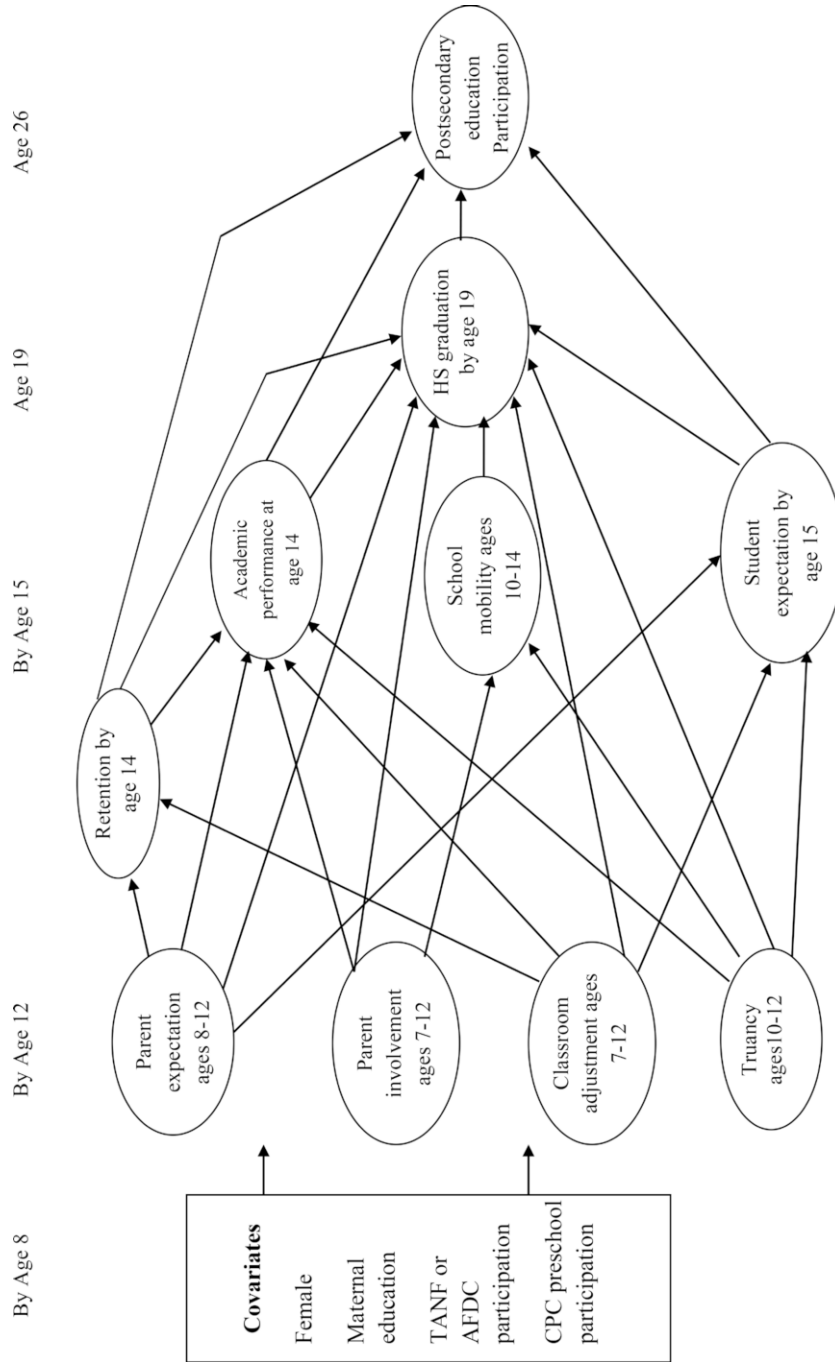 By Age 8
By Age 12
By Age 15
Age 19
Age 26
Covariates
Female
Maternal
education
TANF or
AFDC
participation
CPC preschool
participation
Parent
expectation
ages 8-12
Parent
involvement
ages 7-12
Classroom
adjustment ages
7-12
Truancy
ages10-12
Retention by
age 14
Academic
performance at
age 14
School
mobility ages
10-14
Student
expectation by
age 15
HS graduation
by age 19
Postsecondary
education
Participation